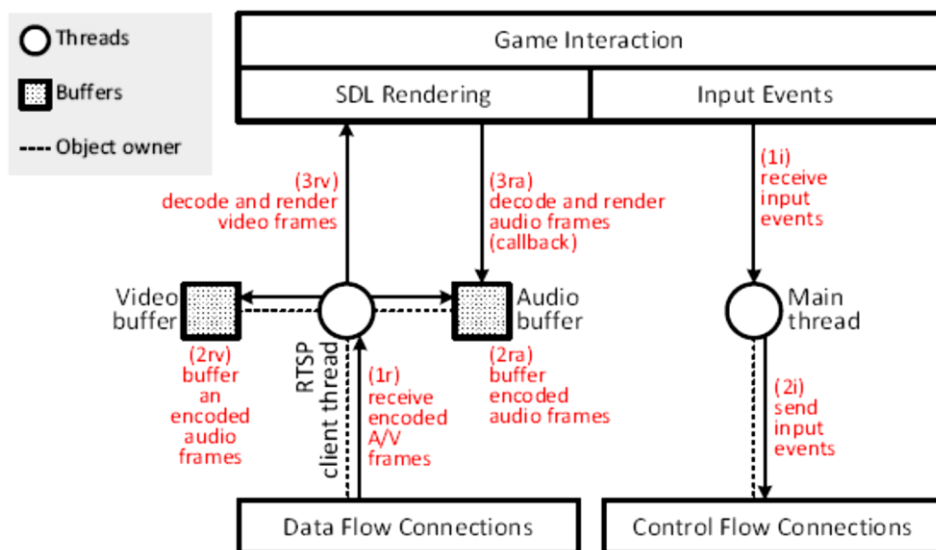 Threads
Buffers
Object owner
Game Interaction
SDL Rendering
Input Events
(3rv)
decode and render
video frames
(3ra)
decode and render
audio frames
(callback)
(1i)
receive
input
events
Video
buffer
Audio
buffer
Main
thread
(2rv)
buffer
an
encoded
audio
frames
RTSP
client thread
(1r)
receive
encoded
A/V
frames
(2ra)
buffer
encoded
audio frames
(2i)
send
input
events
Data Flow Connections
Control Flow Connections